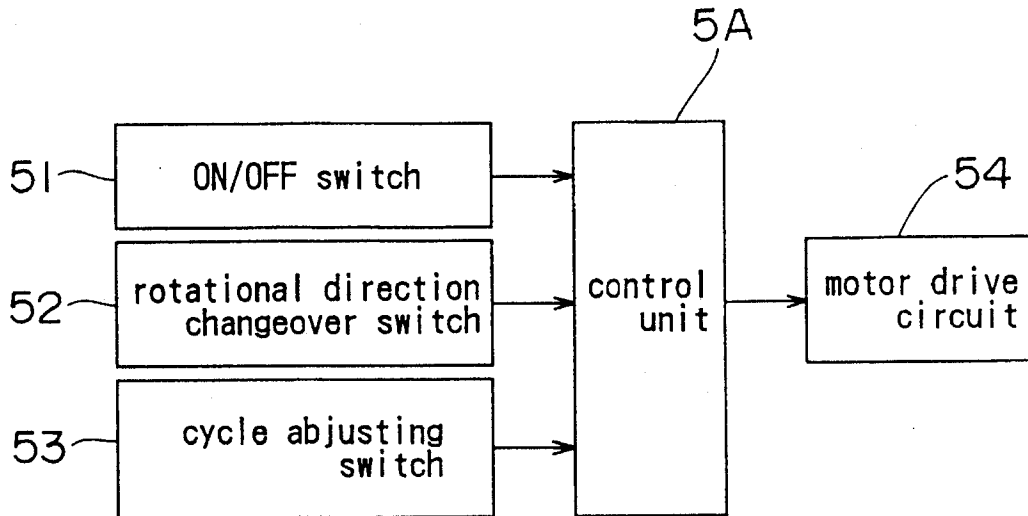 5A
51
ON/OFF switch
54
52
rotational direction
changeover switch
control
unit
motor drive
circuit
53
cycle abjusting
switch